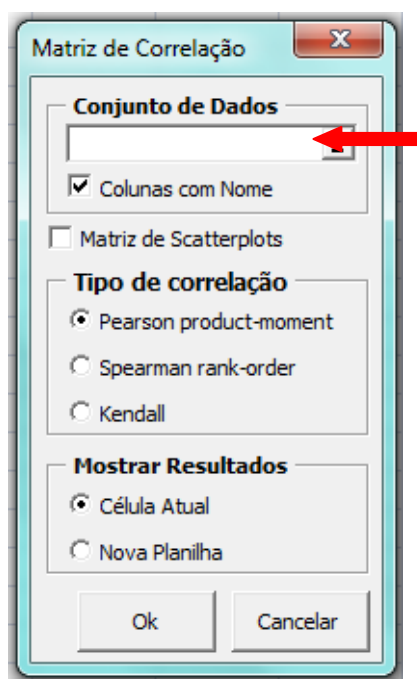 Matriz de Correlação
Conjunto de Dados
Colunas com Nome
Matriz de Scatterplots
Tipo de correlação
Pearson product-moment
Spearman rank-order
Kendall
Mostrar Resultados
Célula Atual
Nova Planilha
Ok Cancelar